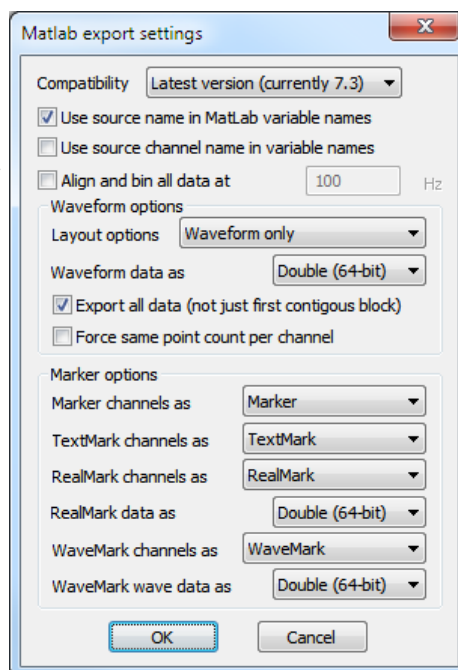 Matlab export settings
Compatibility Latest version (currently 7.3)
Use source name in MatLab variable names
Use source channel name in variable names
Align and bin all data at 100 Hz
Waveform options
Layout options Waveform only
Waveform data as Double (64-bit)
Export all data (not just first contigous block)
Force same point count per channel
Marker options
Marker channels as Marker
TextMark channels as TextMark
RealMark channels as RealMark
RealMark data as Double (64-bit)
WaveMark channels as WaveMark
WaveMark wave data as Double (64-bit)
OK Cancel